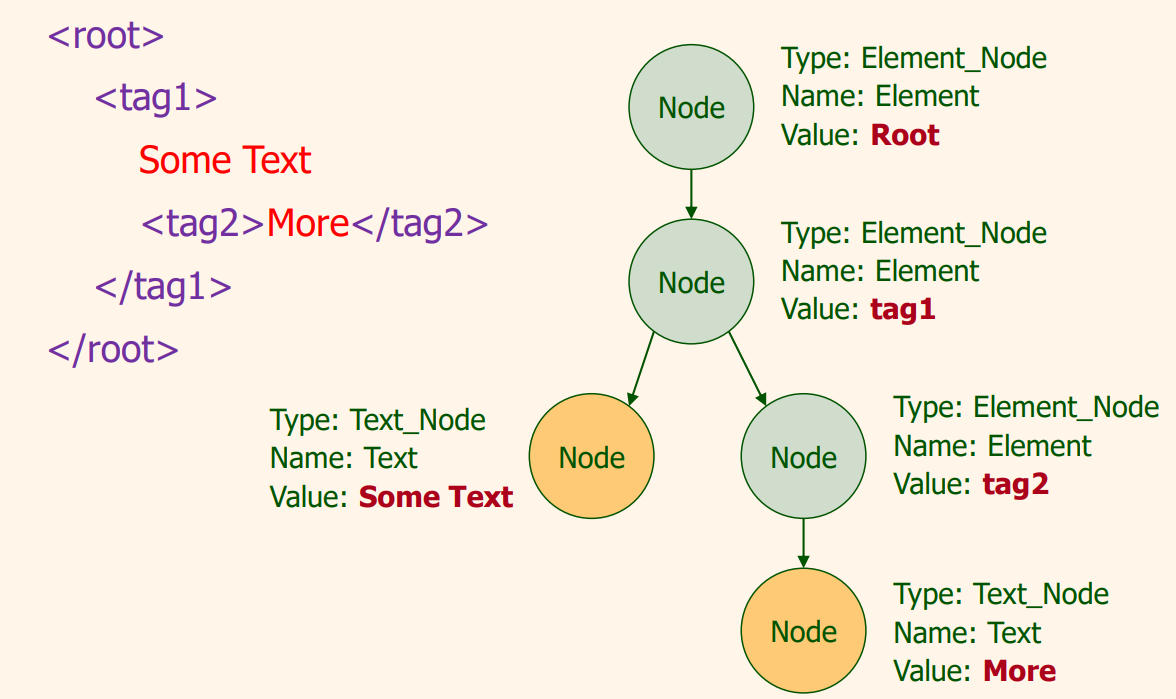 <root>
<tag1>
Some Text
<tag2>More</tag2>
</tag1>
</root>
Node
Type: Element_Node
Name: Element
Value: Root
Node
Type: Element_Node
Name: Element
Value: tag1
Type: Text_Node
Name: Text
Value: Some Text
Node
Node
Type: Element_Node
Name: Element
Value: tag2
Node
Type: Text_Node
Name: Text
Value: More